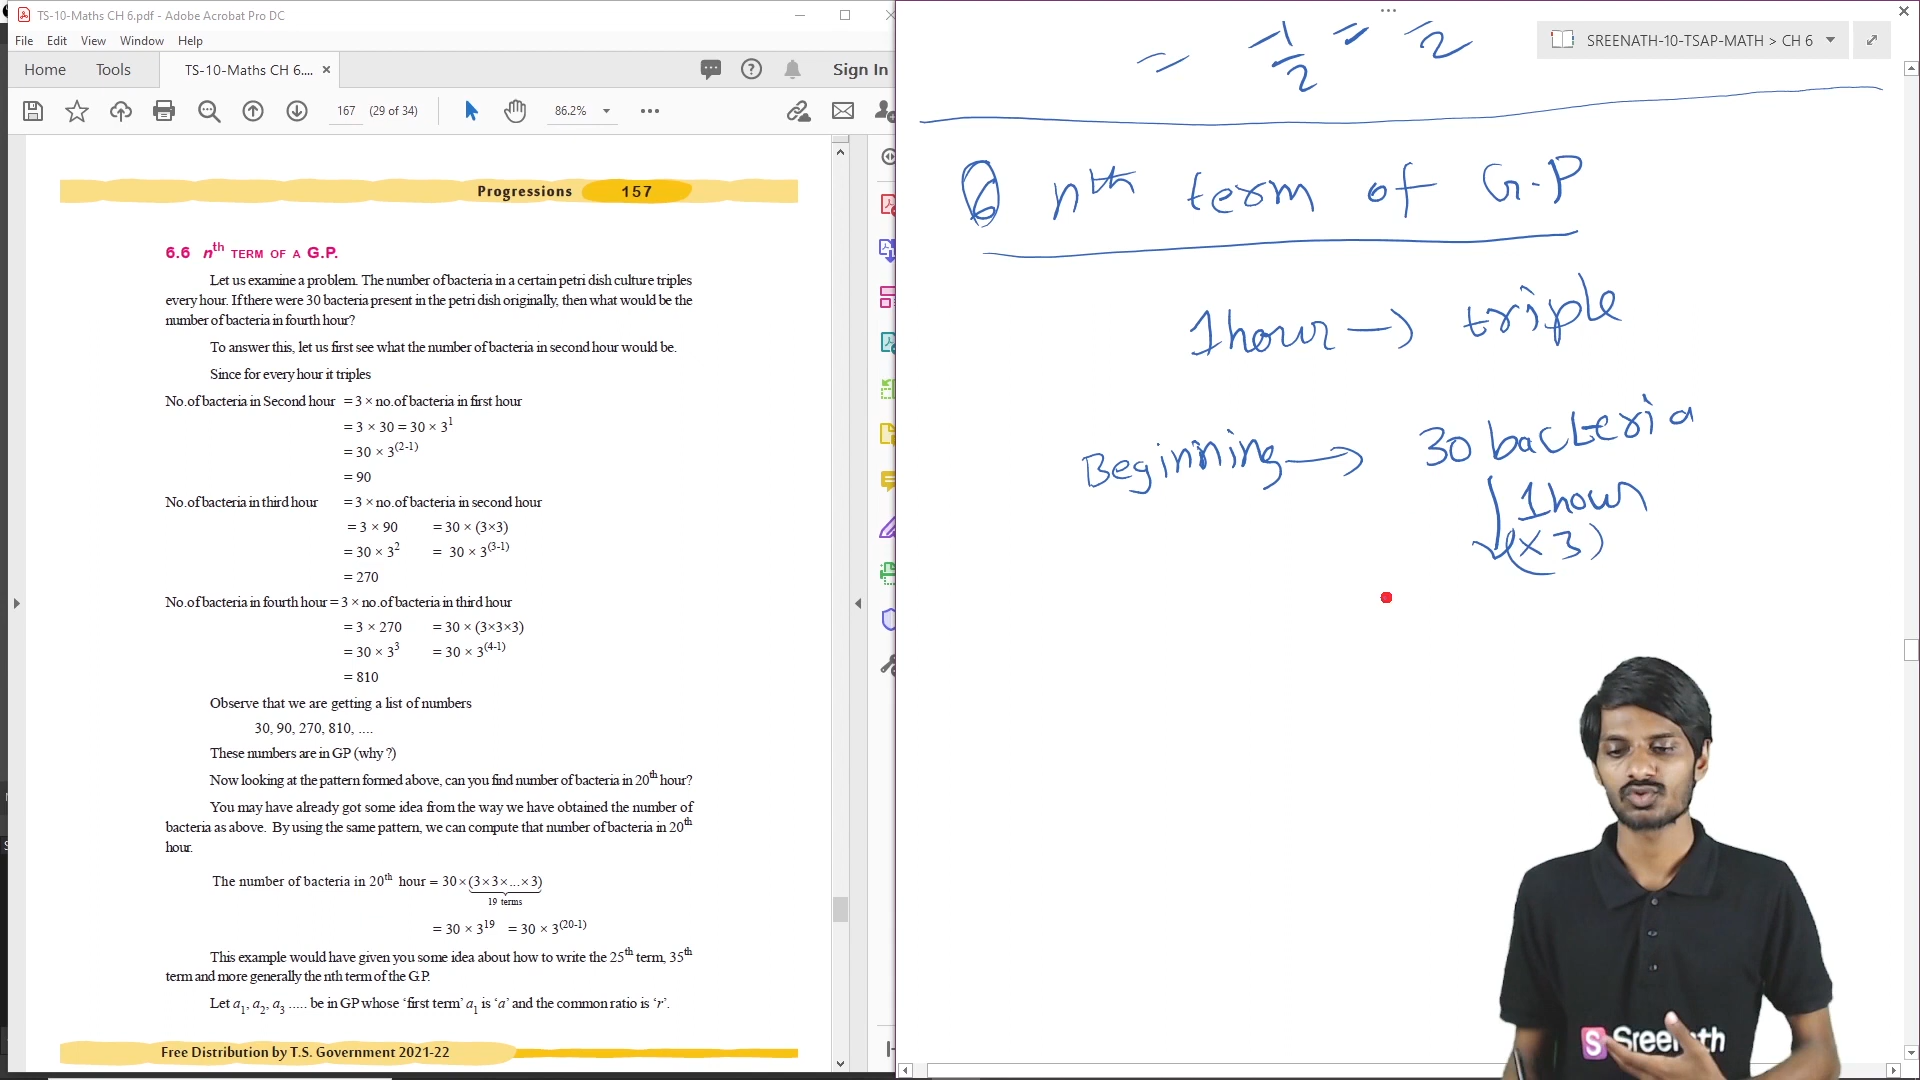 TS-10-Maths CH 6.pdf - Adobe Acrobat Pro DC
File Edit View Window Help
Home Tools TS-10-Maths CH 6.... × Sign In
167 (29 of 34) 86.2%
Progressions 157
6.6 nth TERM OF A G.P.
Let us examine a problem. The number of bacteria in a certain petri dish culture triples
every hour. If there were 30 bacteria present in the petri dish originally, then what would be the
number of bacteria in fourth hour?
To answer this, let us first see what the number of bacteria in second hour would be.
Since for every hour it triples
No.of bacteria in Second hour = 3 × no.of bacteria in first hour
= 3 × 30 = 30 × 3^1
= 30 × 3^(2-1)
= 90
No.of bacteria in third hour = 3 × no.of bacteria in second hour
= 3 × 90 = 30 × (3×3)
= 30 × 3^2 = 30 × 3^(3-1)
= 270
No.of bacteria in fourth hour = 3 × no.of bacteria in third hour
= 3 × 270 = 30 × (3×3×3)
= 30 × 3^3 = 30 × 3^(4-1)
= 810
Observe that we are getting a list of numbers
30, 90, 270, 810, ....
These numbers are in GP (why ?)
Now looking at the pattern formed above, can you find number of bacteria in 20th hour?
You may have already got some idea from the way we have obtained the number of
bacteria as above. By using the same pattern, we can compute that number of bacteria in 20th
hour.
The number of bacteria in 20th hour = 30 × (3×3×...×3)
19 terms
= 30 × 3^19 = 30 × 3^(20-1)
This example would have given you some idea about how to write the 25th term, 35th
term and more generally the nth term of the G.P.
Let a1, a2, a3 ..... be in GP whose 'first term' a1 is 'a' and the common ratio is 'r'.
Free Distribution by T.S. Government 2021-22
SREENATH-10-TSAP-MATH > CH 6
6 nth term of G.P
1 hour → triple
Beginning → 30 bacteria
1 hour
(× 3)